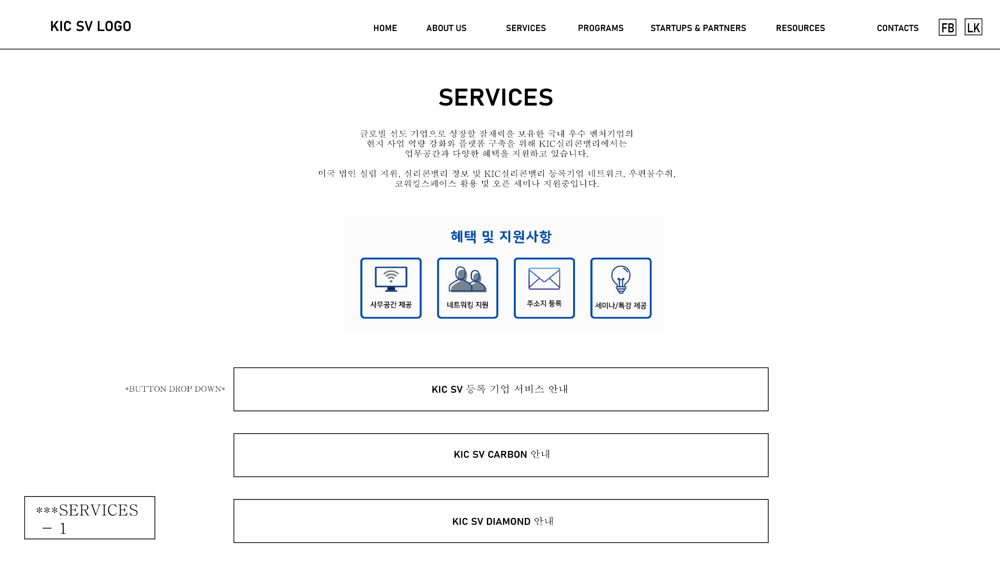 KIC SV LOGO
HOME
ABOUT US
SERVICES
PROGRAMS
STARTUPS & PARTNERS
RESOURCES
CONTACTS
FB
LK
SERVICES
글로벌 선도 기업으로 성장할 잠재력을 보유한 국내 우수 벤처기업의
현지 사업 역량 강화와 플랫폼 구축을 위해 KIC실리콘밸리에서는
업무공간과 다양한 혜택을 지원하고 있습니다.
미국 법인 설립 지원, 실리콘밸리 정보 및 KIC실리콘밸리 등록기업 네트워크, 우편물수취,
코워킹스페이스 활용 및 오픈 세미나 지원중입니다.
혜택 및 지원사항
사무공간 제공
네트워킹 지원
주소지 등록
세미나/특강 제공
*BUTTON DROP DOWN*
KIC SV 등록 기업 서비스 안내
KIC SV CARBON 안내
KIC SV DIAMOND 안내
***SERVICES
- 1